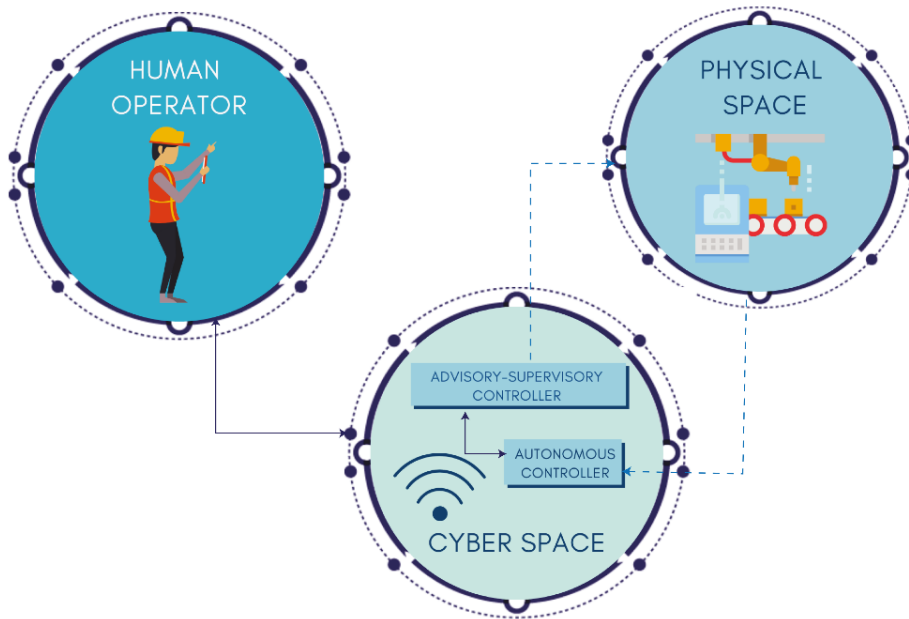 HUMAN
OPERATOR
PHYSICAL
SPACE
ADVISORY-SUPERVISORY
CONTROLLER
AUTONOMOUS
CONTROLLER
CYBER SPACE